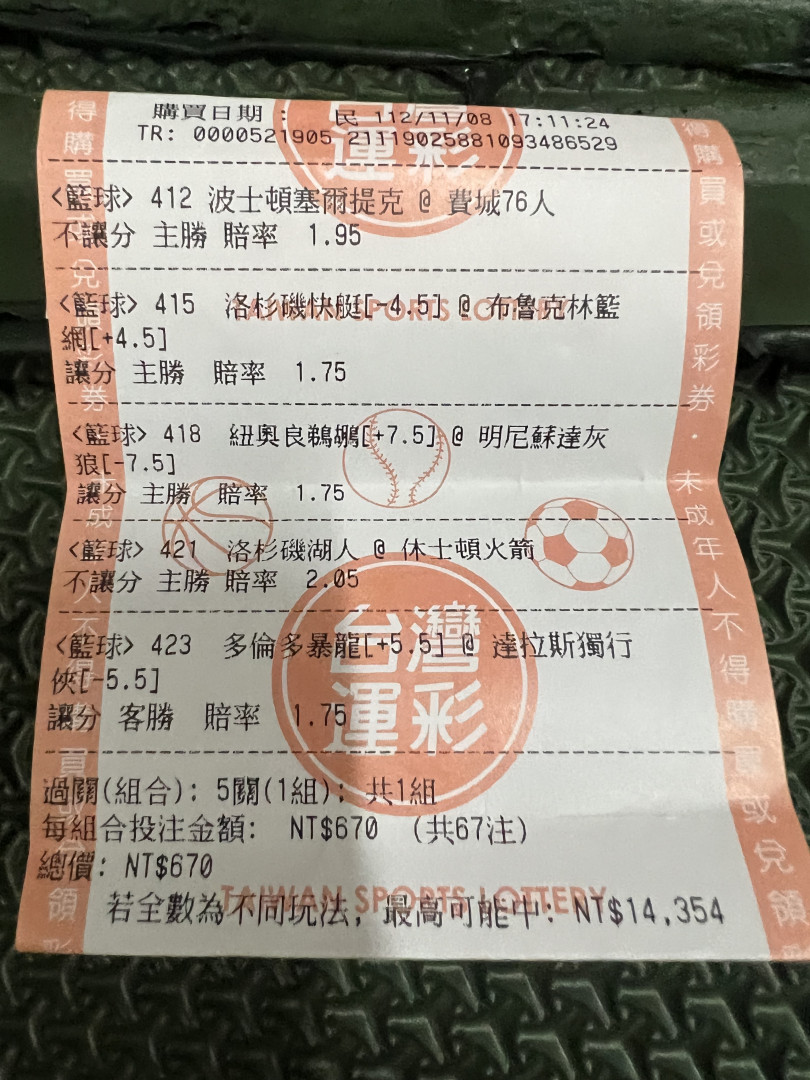 購買日期 : 民 112/11/08 17:11:24
TR: 0000521905 21119025881093486529
<籃球> 412 波士頓塞爾提克 @ 費城76人
不讓分 主勝 賠率 1.95
<籃球> 415 洛杉磯快艇[-4.5] @ 布魯克林籃
網[+4.5]
讓分 主勝 賠率 1.75
<籃球> 418 紐奧良鵜鶘[+7.5] @ 明尼蘇達灰
狼[-7.5]
讓分 主勝 賠率 1.75
<籃球> 421 洛杉磯湖人 @ 休士頓火箭
不讓分 主勝 賠率 2.05
<籃球> 423 多倫多暴龍[+5.5] @ 達拉斯獨行
俠[-5.5]
讓分 客勝 賠率 1.75
過關(組合): 5關(1組); 共1組
每組合投注金額: NT$670 (共67注)
總價: NT$670
若全數為不同玩法, 最高可能中: NT$14,354
台灣
運彩
TAIWAN SPORTS LOTTERY
TAIWAN SPORTS LOTTERY
得購買或兌領彩券・未成年人不得購買或兌領